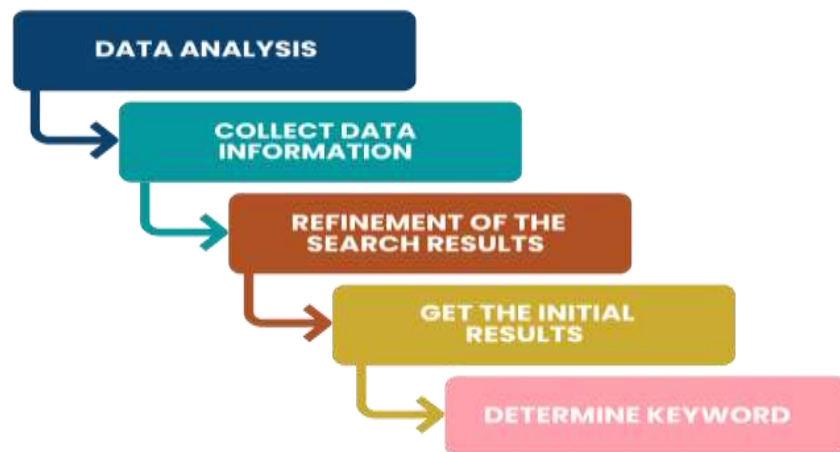 DATA ANALYSIS
COLLECT DATA
INFORMATION
REFINEMENT OF THE
SEARCH RESULTS
GET THE INITIAL
RESULTS
DETERMINE KEYWORD